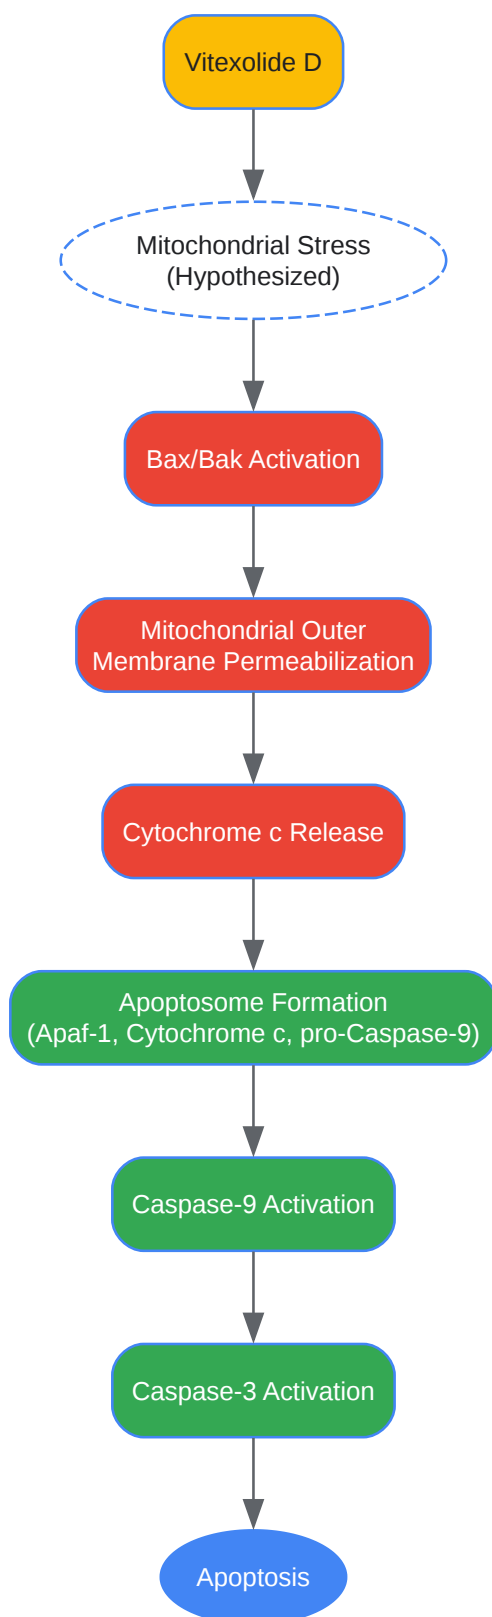 Vitexolide D
Mitochondrial Stress
(Hypothesized)
Bax/Bak Activation
Mitochondrial Outer
Membrane Permeabilization
Cytochrome c Release
Apoptosome Formation
(Apaf-1, Cytochrome c, pro-Caspase-9)
Caspase-9 Activation
Caspase-3 Activation
Apoptosis